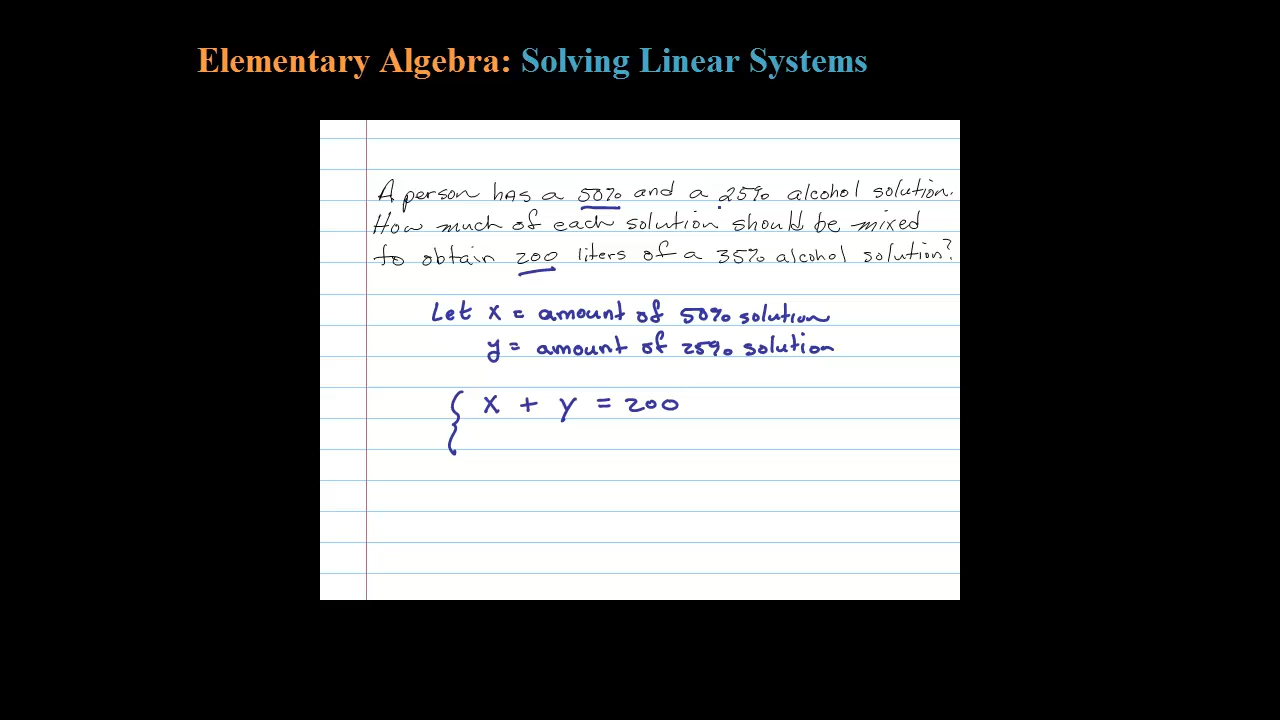 Elementary Algebra: Solving Linear Systems
A person has a 50% and a 25% alcohol solution.
How much of each solution should be mixed
to obtain 200 liters of a 35% alcohol solution?
Let x = amount of 50% solution
y = amount of 25% solution
{ x + y = 200